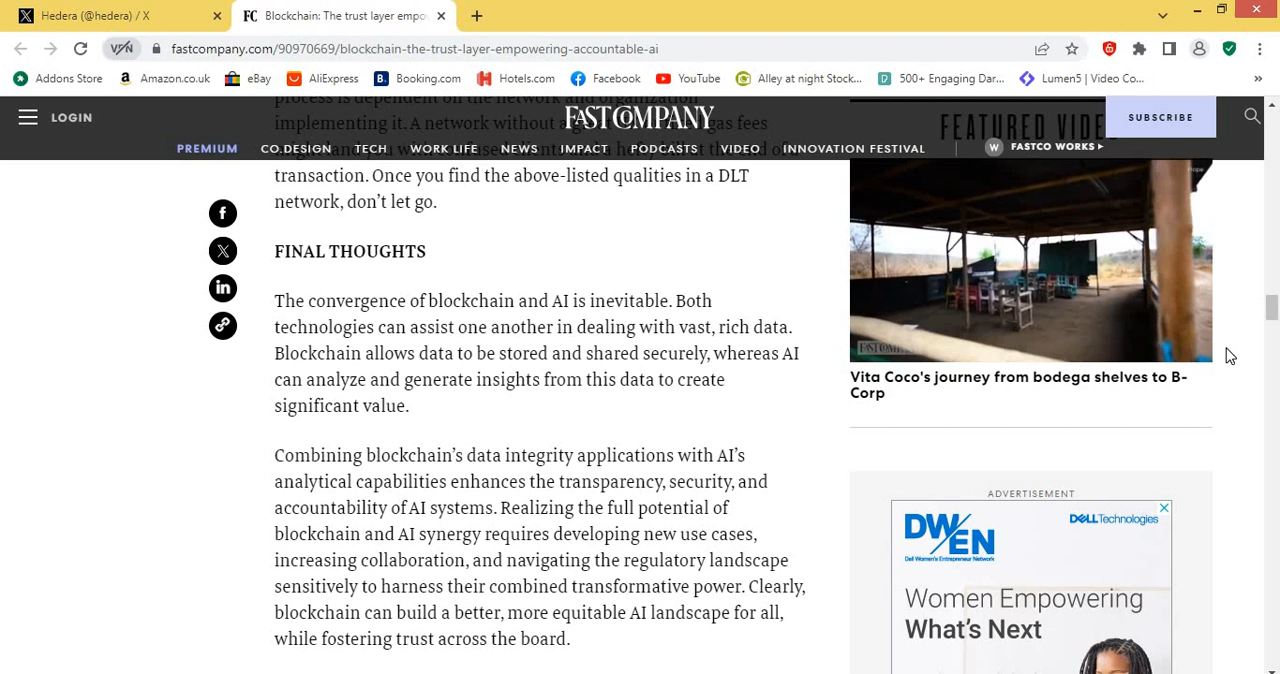 Hedera (@hedera) / X
FC Blockchain: The trust layer empo
fastcompany.com/90970669/blockchain-the-trust-layer-empowering-accountable-ai
VPN
Addons Store
Amazon.co.uk
eBay
AliExpress
Booking.com
Hotels.com
Facebook
YouTube
Alley at night Stock...
500+ Engaging Dar...
Lumen5 | Video Co...
LOGIN
FAST COMPANY
SUBSCRIBE
PREMIUM
CO.DESIGN
TECH
WORK LIFE
NEWS
IMPACT
PODCASTS
VIDEO
INNOVATION FESTIVAL
W FASTCO WORKS
process is dependent on the network and organization
implementing it. A network without a gas fees
transaction. Once you find the above-listed qualities in a DLT
network, don't let go.
FINAL THOUGHTS
The convergence of blockchain and AI is inevitable. Both
technologies can assist one another in dealing with vast, rich data.
Blockchain allows data to be stored and shared securely, whereas AI
can analyze and generate insights from this data to create
significant value.
Combining blockchain's data integrity applications with AI's
analytical capabilities enhances the transparency, security, and
accountability of AI systems. Realizing the full potential of
blockchain and AI synergy requires developing new use cases,
increasing collaboration, and navigating the regulatory landscape
sensitively to harness their combined transformative power. Clearly,
blockchain can build a better, more equitable AI landscape for all,
while fostering trust across the board.
FEATURED VIDEO
FAST COMPANY
Vita Coco's journey from bodega shelves to B-
Corp
ADVERTISEMENT
DWEN
Dell Women's Entrepreneur Network
DELL Technologies
Women Empowering
What's Next